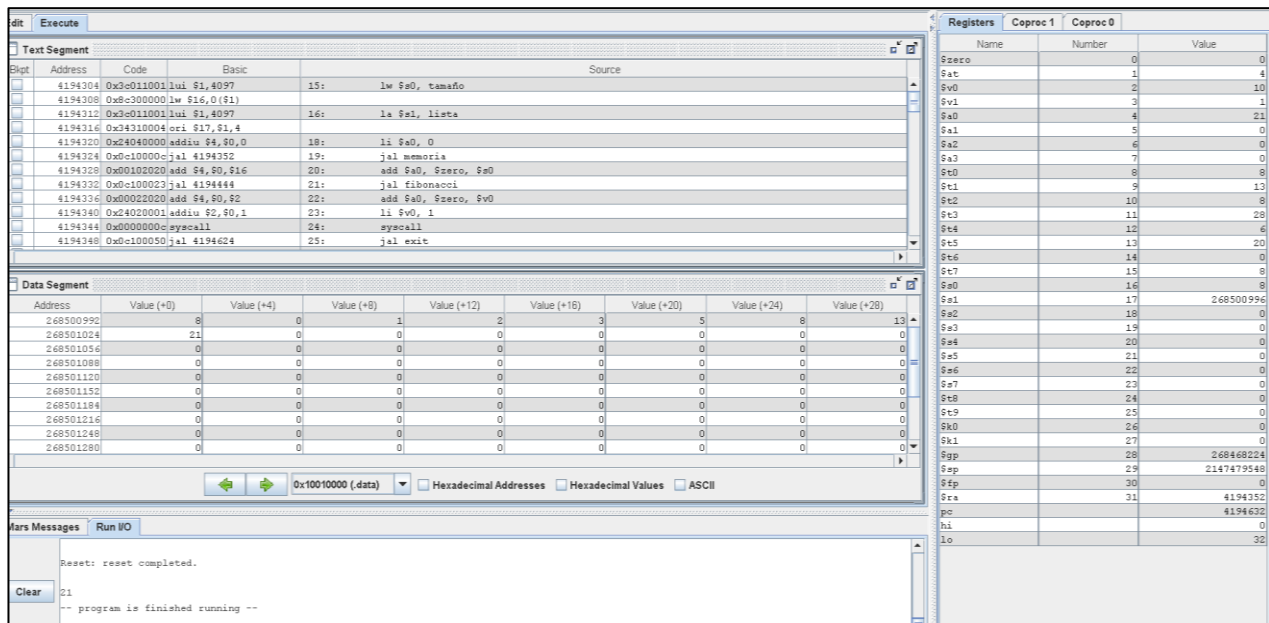 dit Execute
Text Segment
Bkpt Address Code Basic Source
4194304 0x3c011001 lui $1,4097 15: lw $s0, tamaño
4194308 0x8c300000 lw $16,0($1)
4194312 0x3c011001 lui $1,4097 16: la $s1, lista
4194316 0x34310004 ori $17,$1,4
4194320 0x24040000 addiu $4,$0,0 18: li $a0, 0
4194324 0x0c10000c jal 4194352 19: jal memoria
4194328 0x00102020 add $4,$0,$16 20: add $a0, $zero, $s0
4194332 0x0c100023 jal 4194444 21: jal fibonacci
4194336 0x00022020 add $4,$0,$2 22: add $a0, $zero, $v0
4194340 0x24020001 addiu $2,$0,1 23: li $v0, 1
4194344 0x0000000c syscall 24: syscall
4194348 0x0c100050 jal 4194624 25: jal exit
Data Segment
Address Value (+0) Value (+4) Value (+8) Value (+12) Value (+16) Value (+20) Value (+24) Value (+28)
268500992 8 0 1 2 3 5 8 13
268501024 21 0 0 0 0 0 0 0
268501056 0 0 0 0 0 0 0 0
268501088 0 0 0 0 0 0 0 0
268501120 0 0 0 0 0 0 0 0
268501152 0 0 0 0 0 0 0 0
268501184 0 0 0 0 0 0 0 0
268501216 0 0 0 0 0 0 0 0
268501248 0 0 0 0 0 0 0 0
268501280 0 0 0 0 0 0 0 0
0x10010000 (.data) Hexadecimal Addresses Hexadecimal Values ASCII
Mars Messages Run I/O
Reset: reset completed.
Clear
21
-- program is finished running --
Registers Coproc 1 Coproc 0
Name Number Value
$zero 0 0
$at 1 4
$v0 2 10
$v1 3 1
$a0 4 21
$a1 5 0
$a2 6 0
$a3 7 0
$t0 8 8
$t1 9 13
$t2 10 8
$t3 11 28
$t4 12 6
$t5 13 20
$t6 14 0
$t7 15 8
$s0 16 8
$s1 17 268500996
$s2 18 0
$s3 19 0
$s4 20 0
$s5 21 0
$s6 22 0
$s7 23 0
$t8 24 0
$t9 25 0
$k0 26 0
$k1 27 0
$gp 28 268468224
$sp 29 2147479548
$fp 30 0
$ra 31 4194352
pc 4194632
hi 0
lo 32